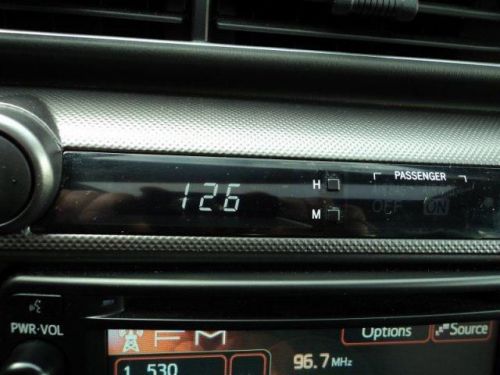 PASSENGER
126
H
OFF ON
M
PWR·VOL
FM
Options
Source
96.7 MHz
1 530